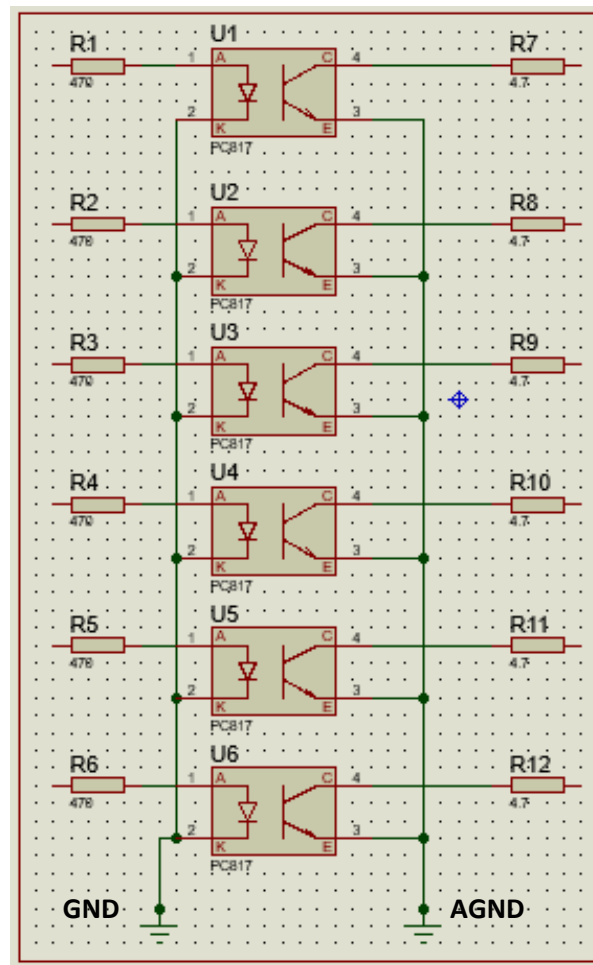 U1
R1
R7
1 A C 4
470
4.7
2 K E 3
PC817
U2
R2
R8
1 A C 4
470
4.7
2 K E 3
PC817
U3
R3
R9
1 A C 4
470
4.7
2 K E 3
PC817
U4
R4
R10
1 A C 4
470
4.7
2 K E 3
PC817
U5
R5
R11
1 A C 4
470
4.7
2 K E 3
PC817
U6
R6
R12
1 A C 4
470
4.7
2 K E 3
PC817
GND
AGND